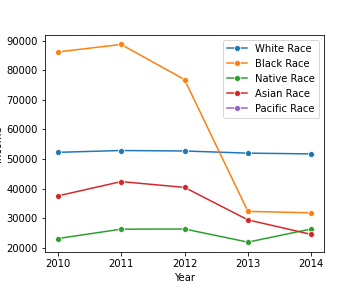 90000
80000
70000
60000
50000
40000
30000
20000
White Race
Black Race
Native Race
Asian Race
Pacific Race
2010 2011 2012 2013 2014
Year